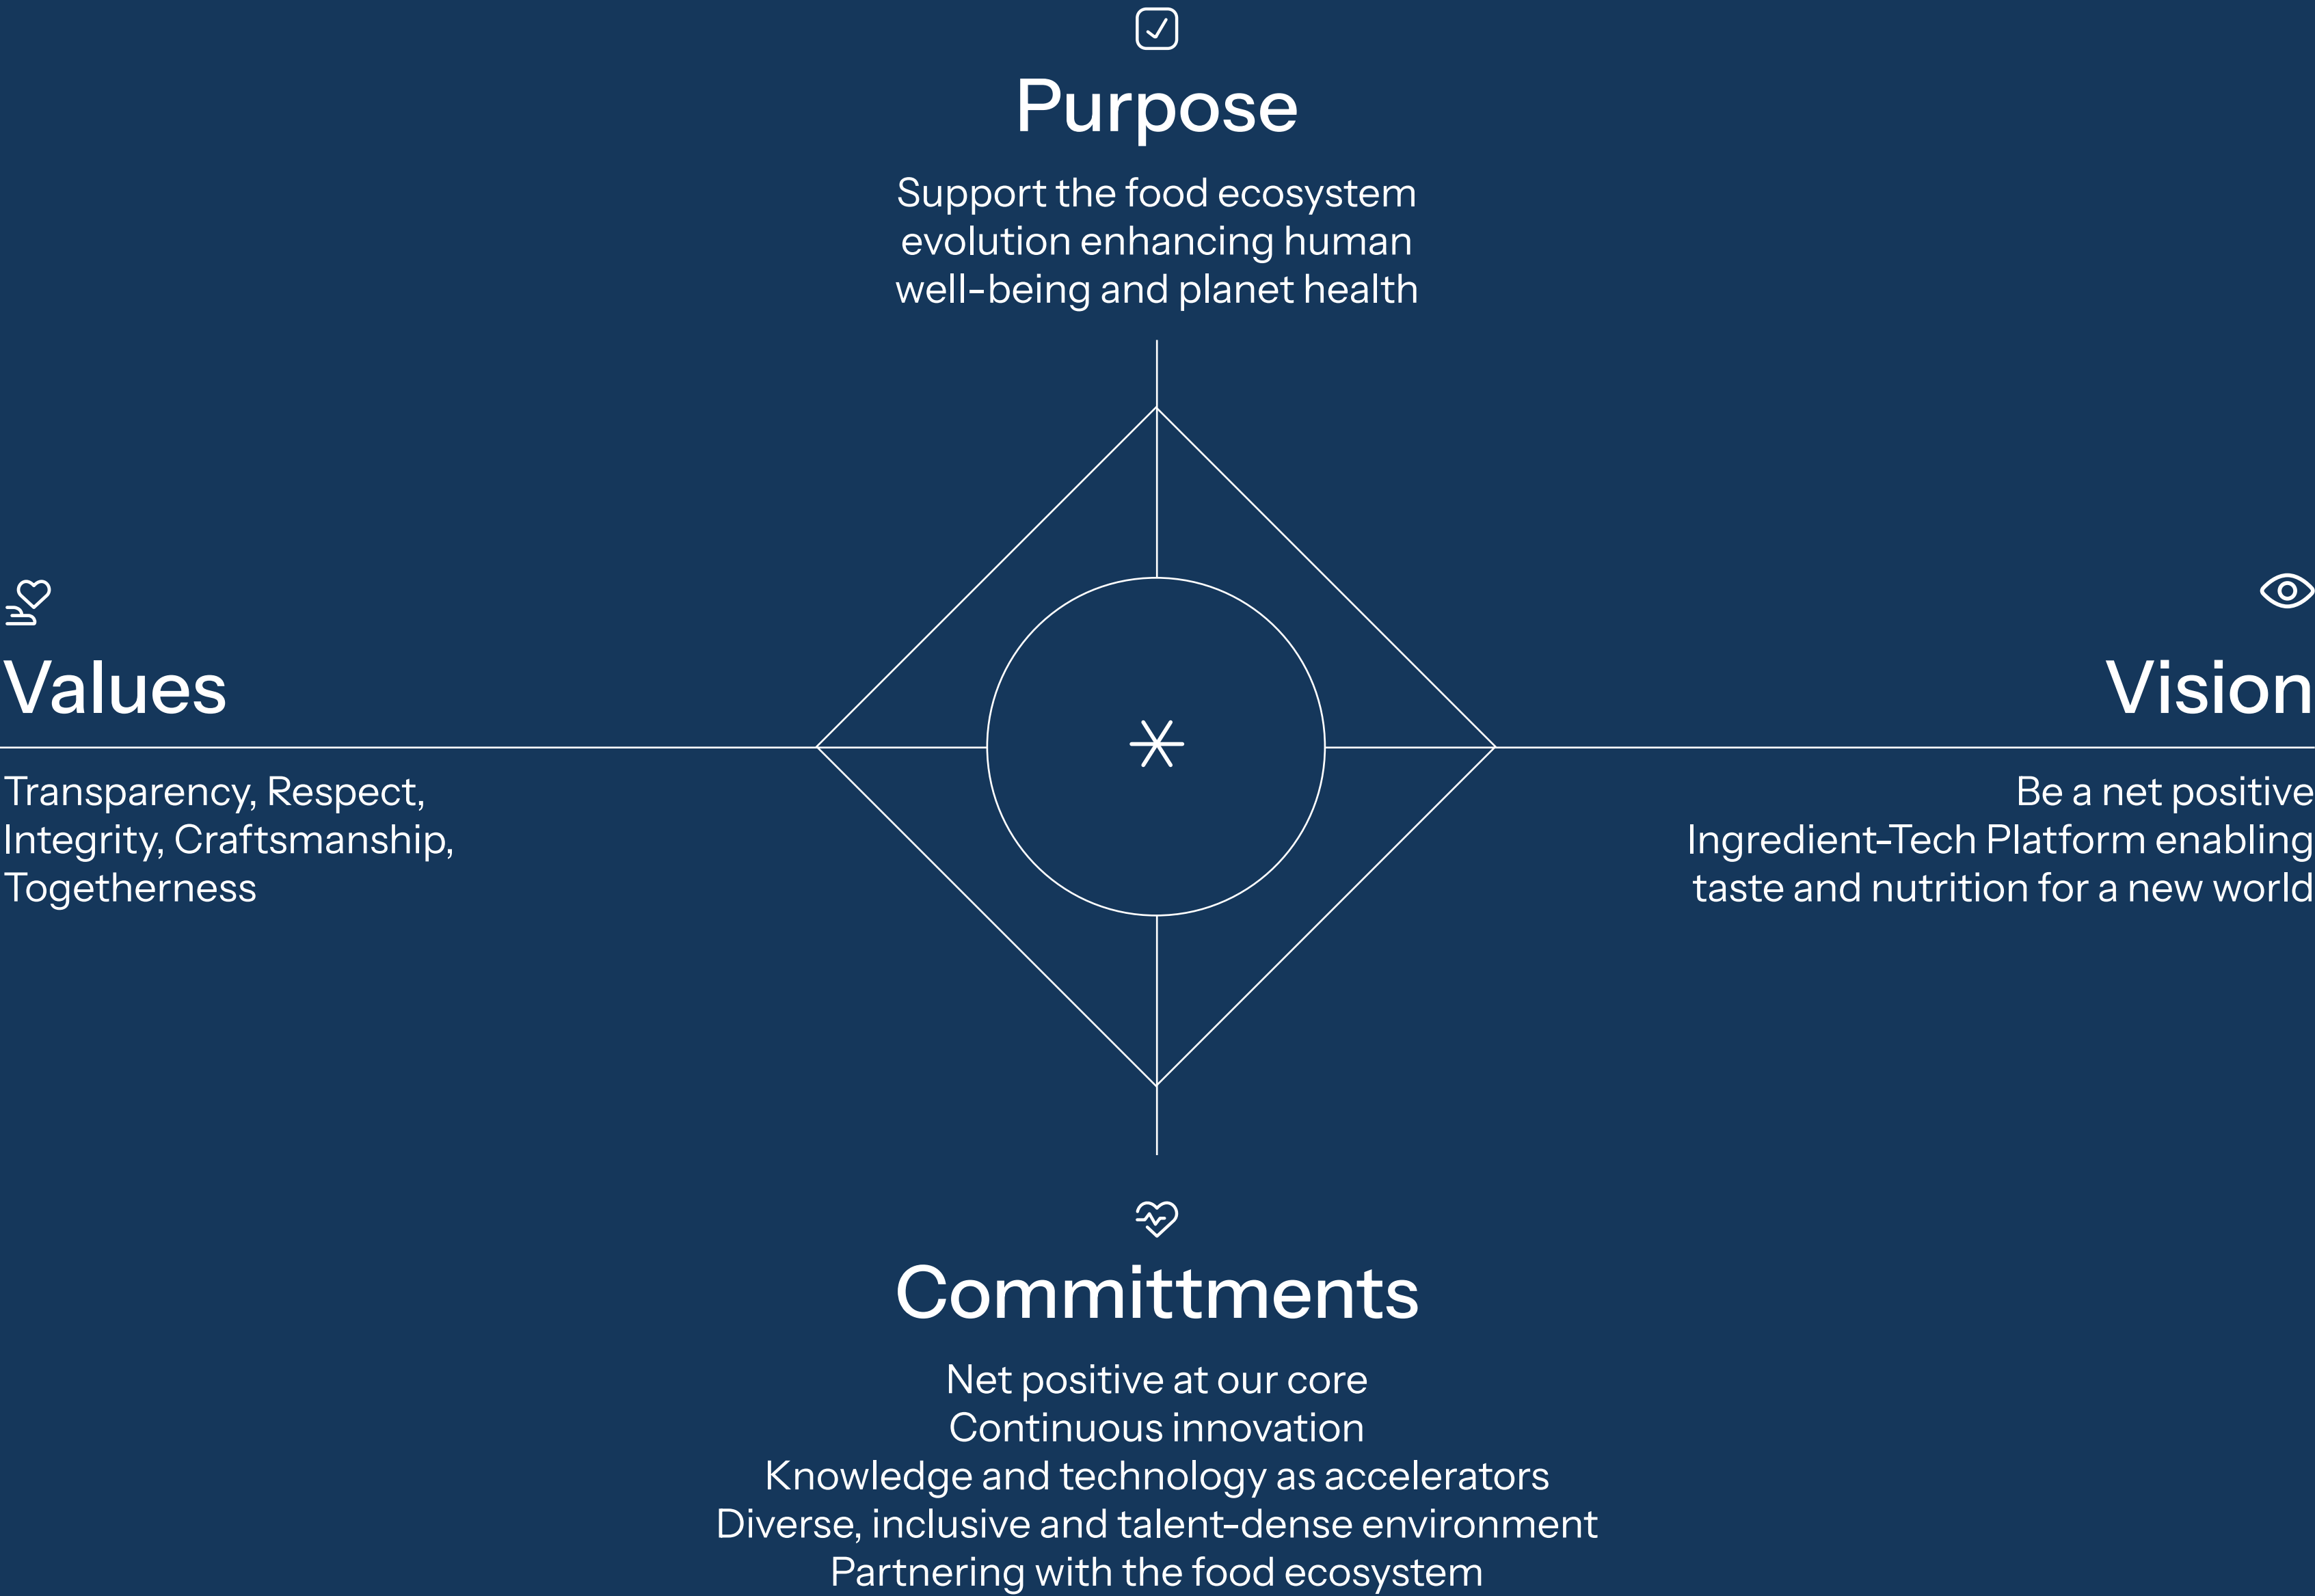 Purpose
Support the food ecosystem
evolution enhancing human
well-being and planet health
Values
Transparency, Respect,
Integrity, Craftsmanship,
Togetherness
Vision
Be a net positive
Ingredient-Tech Platform enabling
taste and nutrition for a new world
Committments
Net positive at our core
Continuous innovation
Knowledge and technology as accelerators
Diverse, inclusive and talent-dense environment
Partnering with the food ecosystem